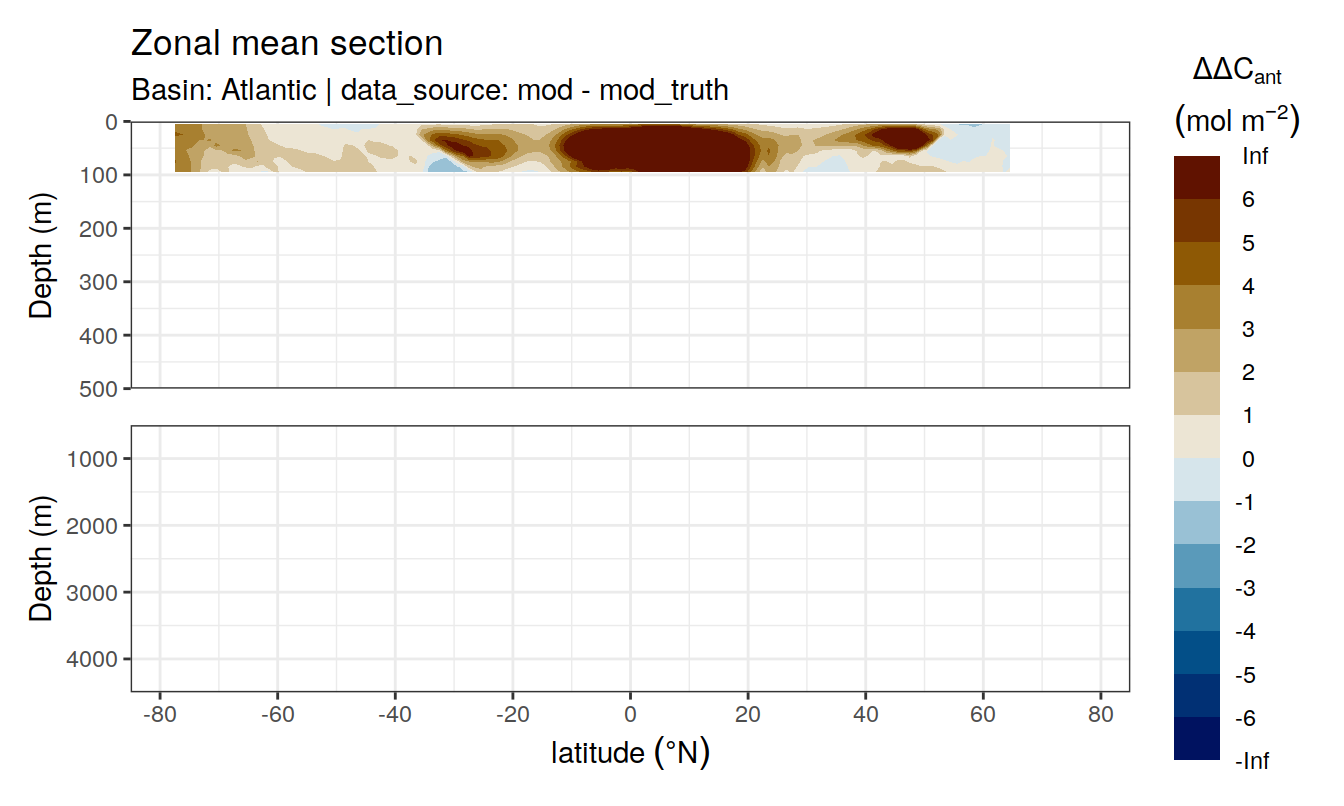 Zonal mean section
Basin: Atlantic | data_source: mod - mod_truth
ΔΔCant
(mol m−2)
Inf
6
5
4
3
2
1
0
-1
-2
-3
-4
-5
-6
-Inf
Depth (m)
0
100
200
300
400
500
Depth (m)
1000
2000
3000
4000
-80 -60 -40 -20 0 20 40 60 80
latitude (°N)